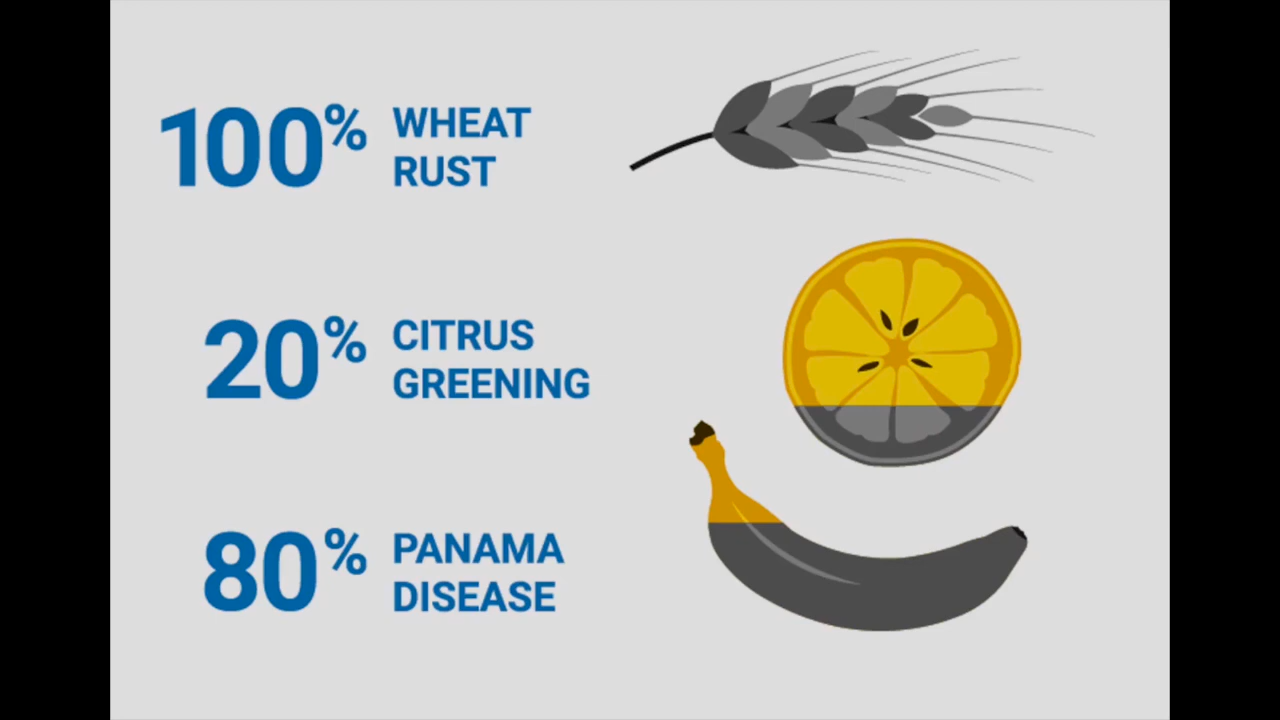 100% WHEAT
RUST
20% CITRUS
GREENING
80% PANAMA
DISEASE